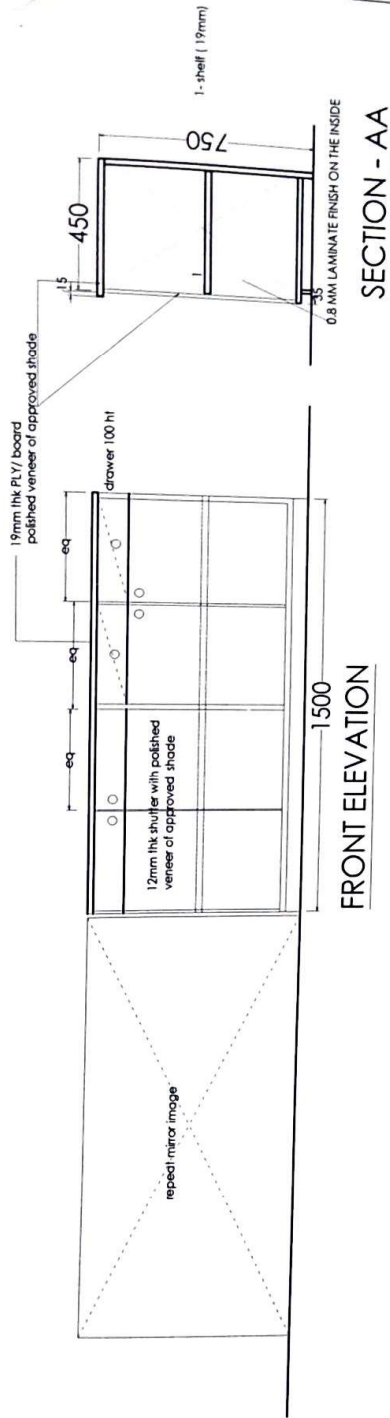 19mm thk PLY/ board
polished veneer of approved shade
eq
eq
eq
drawer 100 ht
12mm thk shutter with polished
veneer of approved shade
repeat mirror image
1500
FRONT ELEVATION
450
15
750
1- shelf ( 19mm)
1
35
0.8 MM LAMINATE FINISH ON THE INSIDE
SECTION - AA